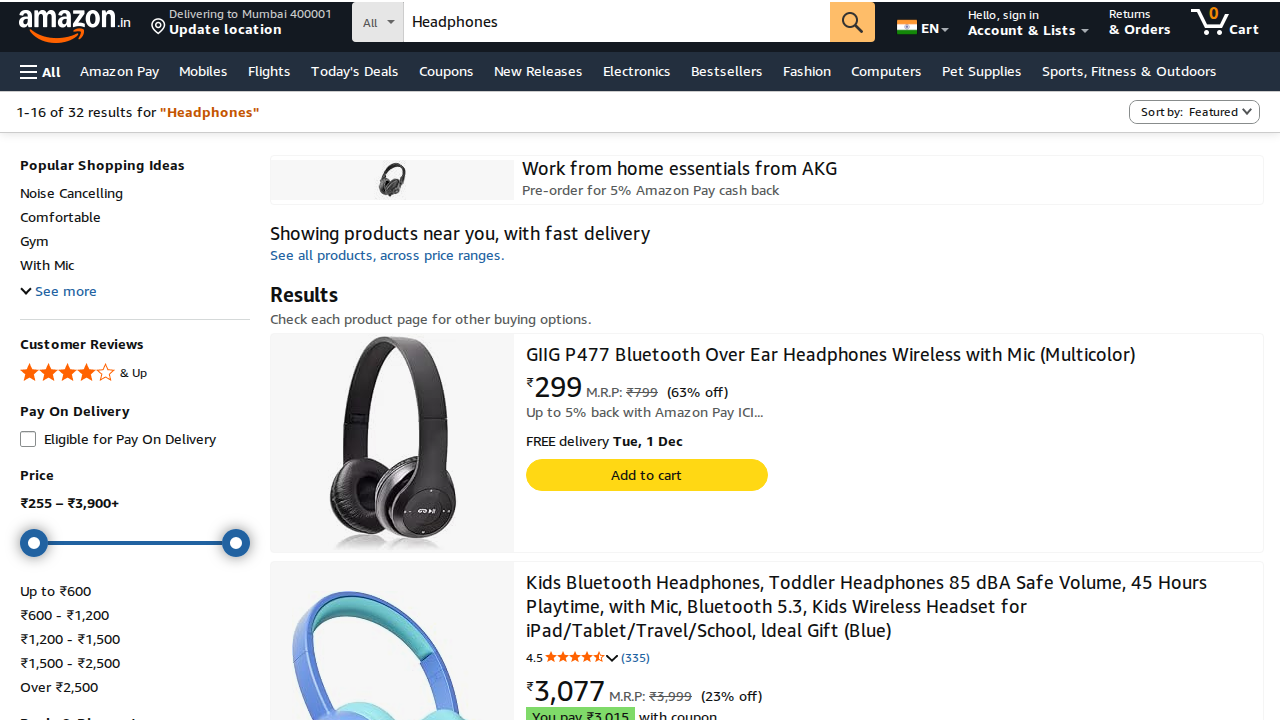 amazon.in
Delivering to Mumbai 400001
Update location
All
Headphones
EN
Hello, sign in
Account & Lists
Returns
& Orders
0
Cart
All
Amazon Pay
Mobiles
Flights
Today's Deals
Coupons
New Releases
Electronics
Bestsellers
Fashion
Computers
Pet Supplies
Sports, Fitness & Outdoors
1-16 of 32 results for "Headphones"
Sort by: Featured
Popular Shopping Ideas
Noise Cancelling
Comfortable
Gym
With Mic
See more
Customer Reviews
& Up
Pay On Delivery
Eligible for Pay On Delivery
Price
₹255 – ₹3,900+
Up to ₹600
₹600 - ₹1,200
₹1,200 - ₹1,500
₹1,500 - ₹2,500
Over ₹2,500
Work from home essentials from AKG
Pre-order for 5% Amazon Pay cash back
Showing products near you, with fast delivery
See all products, across price ranges.
Results
Check each product page for other buying options.
GIIG P477 Bluetooth Over Ear Headphones Wireless with Mic (Multicolor)
₹299 M.R.P: ₹799 (63% off)
Up to 5% back with Amazon Pay ICI...
FREE delivery Tue, 1 Dec
Add to cart
Kids Bluetooth Headphones, Toddler Headphones 85 dBA Safe Volume, 45 Hours
Playtime, with Mic, Bluetooth 5.3, Kids Wireless Headset for
iPad/Tablet/Travel/School, ldeal Gift (Blue)
4.5 (335)
₹3,077 M.R.P: ₹3,999 (23% off)
You pay ₹3,015 with coupon